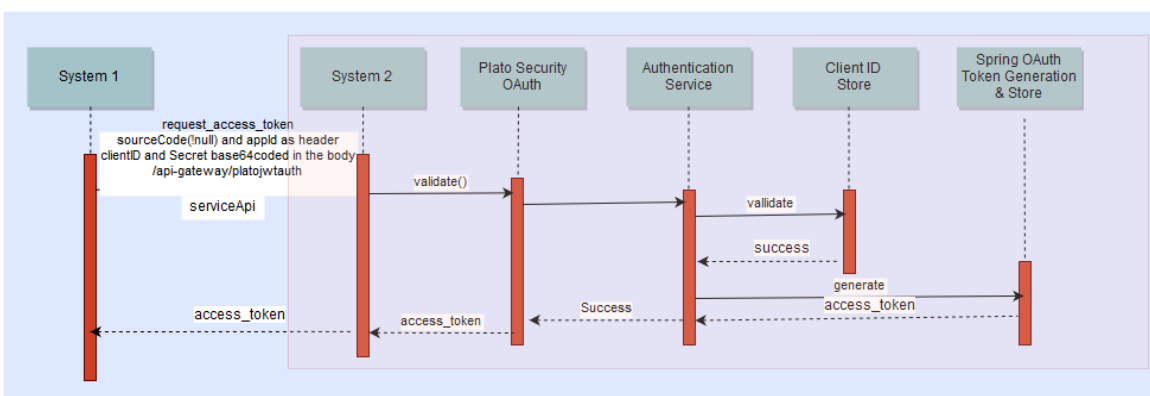 System 1
System 2
Plato Security
OAuth
Authentication
Service
Client ID
Store
Spring OAuth
Token Generation
& Store
request_access_token
sourceCode(!null) and appId as header
clientID and Secret base64coded in the body
/api-gateway/platojwtauth
serviceApi
validate()
vallidate
success
generate
access_token
Success
access_token
access_token